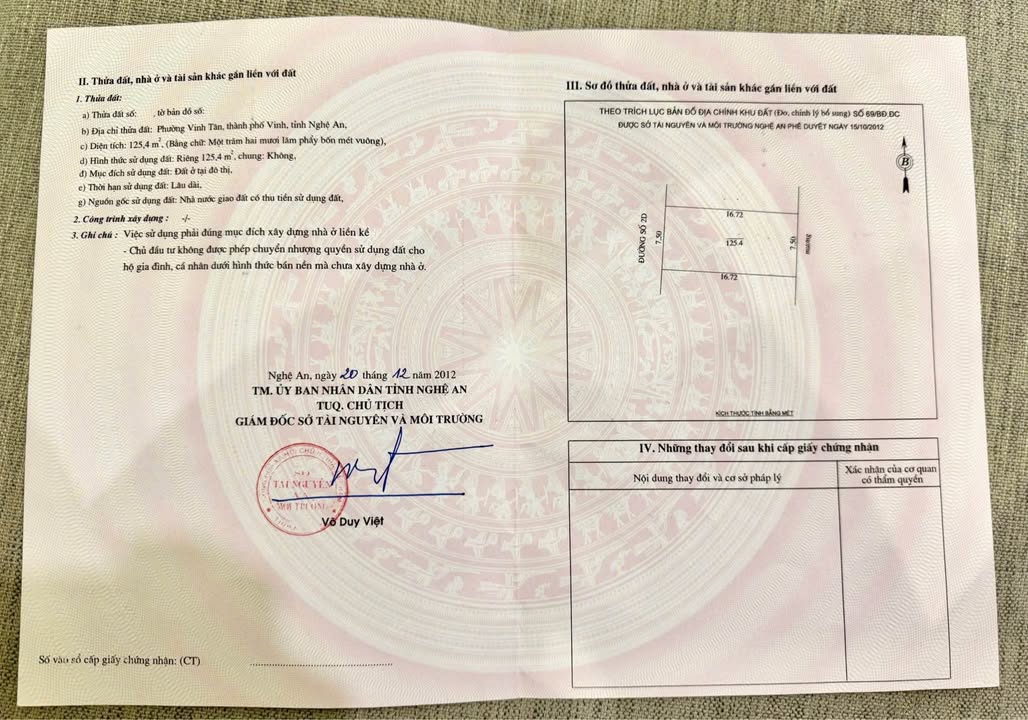 II. Thửa đất, nhà ở và tài sản khác gắn liền với đất
1. Thửa đất:
a) Thửa đất số: , tờ bản đồ số:
b) Địa chỉ thửa đất: Phường Vinh Tân, thành phố Vinh, tỉnh Nghệ An,
c) Diện tích: 125,4 m², (Bằng chữ: Một trăm hai mươi lăm phẩy bốn mét vuông),
d) Hình thức sử dụng đất: Riêng 125,4 m², chung: Không,
đ) Mục đích sử dụng đất: Đất ở tại đô thị.
e) Thời hạn sử dụng đất: Lâu dài,
g) Nguồn gốc sử dụng đất: Nhà nước giao đất có thu tiền sử dụng đất,
2. Công trình xây dựng : -/-
3. Ghi chú : Việc sử dụng phải đúng mục đích xây dựng nhà ở liền kề
- Chủ đầu tư không được phép chuyển nhượng quyền sử dụng đất cho
hộ gia đình, cá nhân dưới hình thức bán nền mà chưa xây dựng nhà ở.
Nghệ An, ngày 20 tháng 12 năm 2012
TM. ỦY BAN NHÂN DÂN TỈNH NGHỆ AN
TUQ. CHỦ TỊCH
GIÁM ĐỐC SỞ TÀI NGUYÊN VÀ MÔI TRƯỜNG
SỞ
TÀI NGUYÊN
VÀ
MÔI TRƯỜNG
Võ Duy Việt
Số vào sổ cấp giấy chứng nhận: (CT) ....................
III. Sơ đồ thửa đất, nhà ở và tài sản khác gắn liền với đất
THEO TRÍCH LỤC BẢN ĐỒ ĐỊA CHÍNH KHU ĐẤT (Đo, chỉnh lý bổ sung) SỐ 69/BĐ.ĐC
ĐƯỢC SỞ TÀI NGUYÊN VÀ MÔI TRƯỜNG NGHỆ AN PHÊ DUYỆT NGÀY 15/10/2012
B
ĐƯỜNG SỐ 2D
7.50
16.72
125.4
16.72
7.50
Mương
KÍCH THƯỚC TÍNH BẰNG MÉT
IV. Những thay đổi sau khi cấp giấy chứng nhận
Nội dung thay đổi và cơ sở pháp lý
Xác nhận của cơ quan
có thẩm quyền